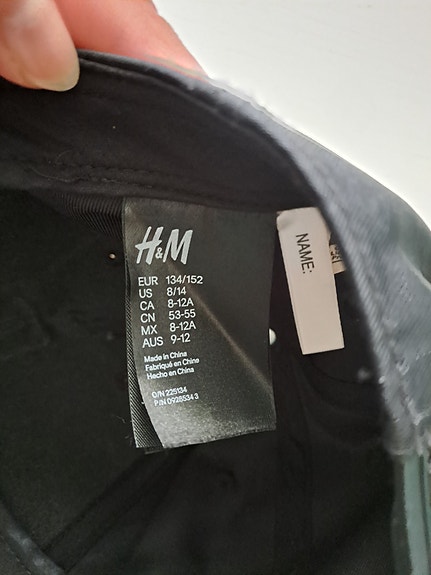 H&M
EUR 134/152
US 8/14
CA 8-12A
CN 53-55
MX 8-12A
AUS 9-12
Made in China
Fabriqué en Chine
Hecho en China
O/N 225134
P/N 0928534 3
NAME: